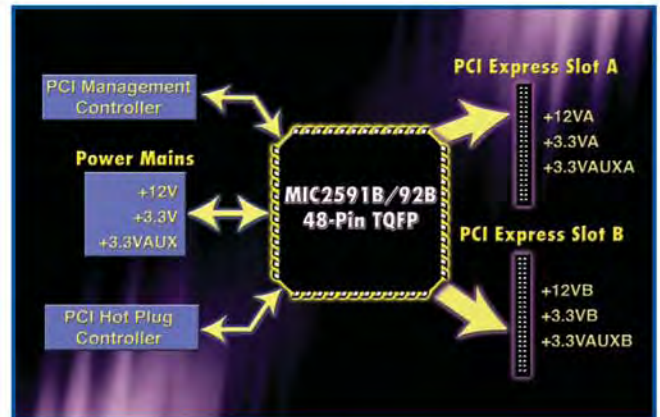 PCI Management
Controller
Power Mains
+12V
+3.3V
+3.3VAUX
PCI Hot Plug
Controller
MIC2591B/92B
48-Pin TQFP
PCI Express Slot A
+12VA
+3.3VA
+3.3VAUXA
PCI Express Slot B
+12VB
+3.3VB
+3.3VAUXB